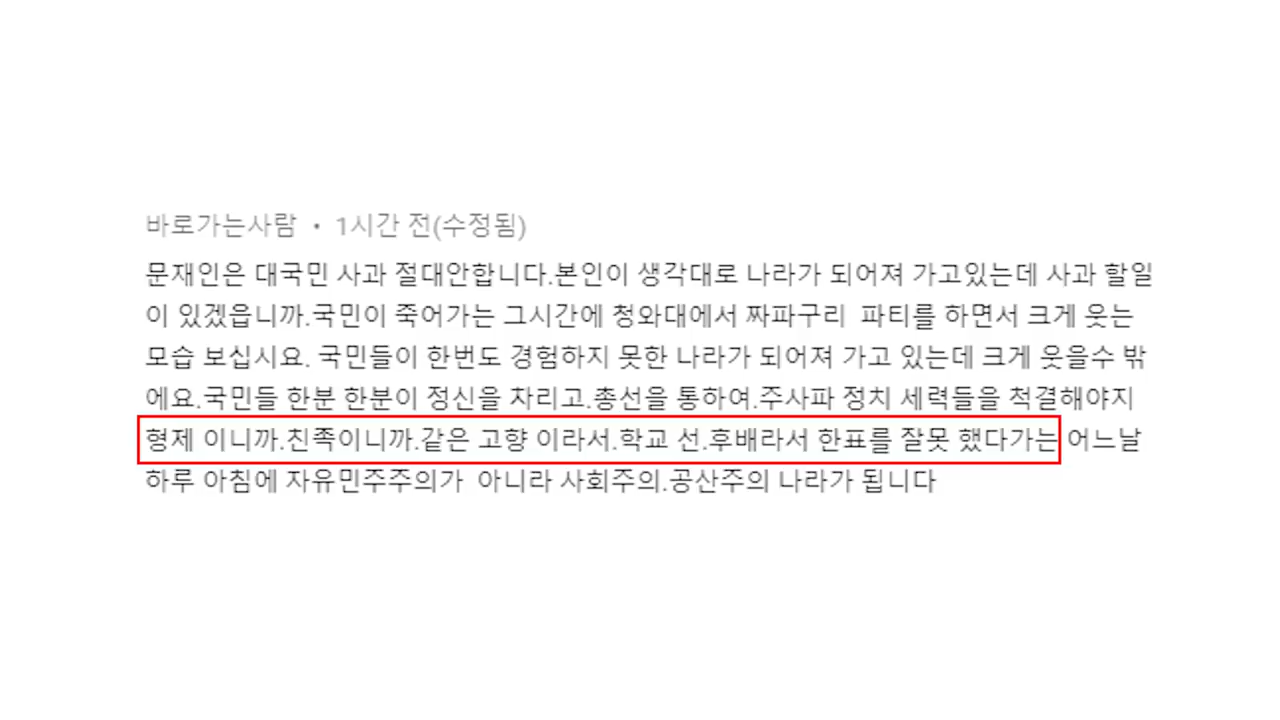 바로가는사람 • 1시간 전(수정됨)
문재인은 대국민 사과 절대안합니다.본인이 생각대로 나라가 되어져 가고있는데 사과 할일
이 있겠읍니까.국민이 죽어가는 그시간에 청와대에서 짜파구리  파티를 하면서 크게 웃는
모습 보십시요. 국민들이 한번도 경험하지 못한 나라가 되어져 가고 있는데 크게 웃을수 밖
에요.국민들 한분 한분이 정신을 차리고.총선을 통하여.주사파 정치 세력들을 척결해야지
형제 이니까.친족이니까.같은 고향 이라서.학교 선.후배라서 한표를 잘못 했다가는 어느날
하루 아침에 자유민주주의가  아니라 사회주의.공산주의 나라가 됩니다